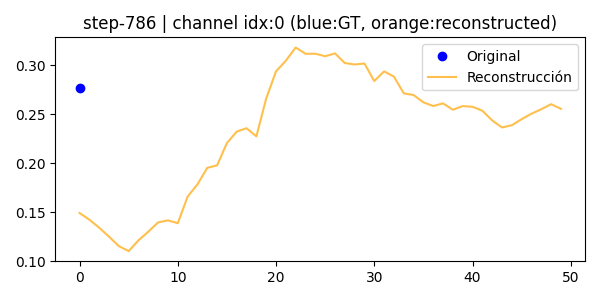 step-786 | channel idx:0 (blue:GT, orange:reconstructed)
Original
Reconstrucción
0.30
0.25
0.20
0.15
0.10
0 10 20 30 40 50